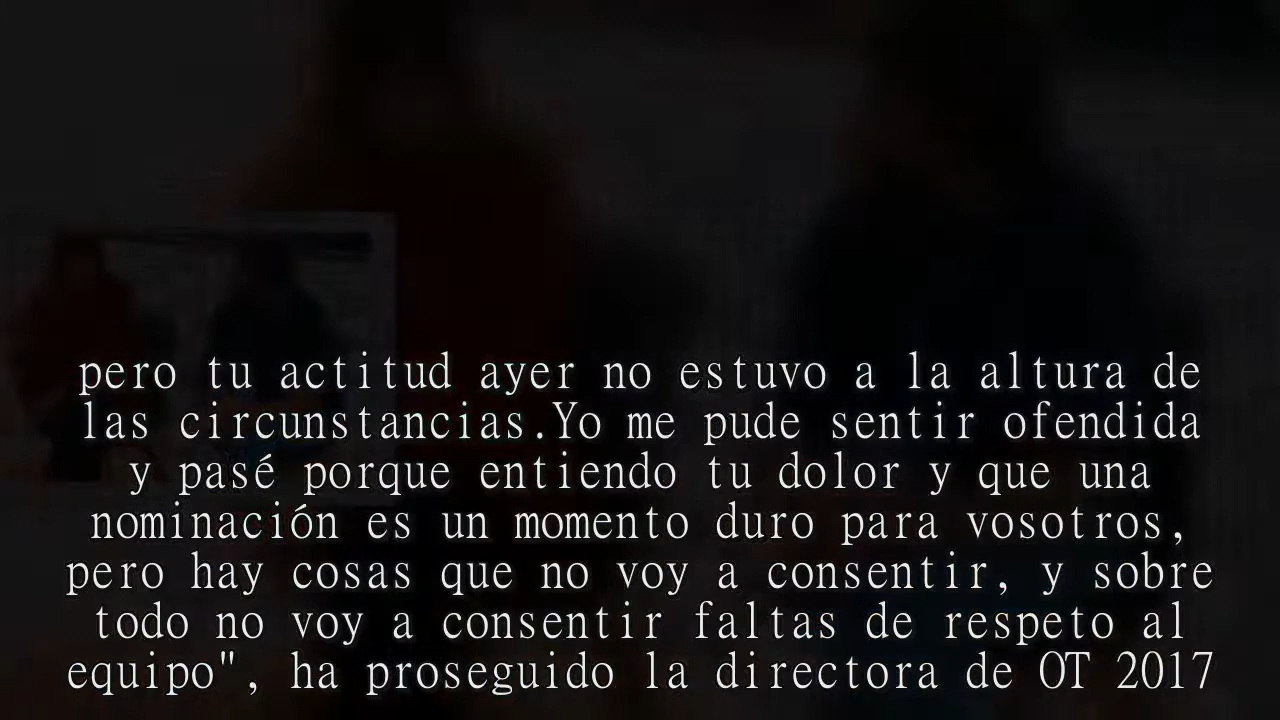 pero tu actitud ayer no estuvo a la altura de
las circunstancias.Yo me pude sentir ofendida
y pasé porque entiendo tu dolor y que una
nominación es un momento duro para vosotros,
pero hay cosas que no voy a consentir, y sobre
todo no voy a consentir faltas de respeto al
equipo", ha proseguido la directora de OT 2017